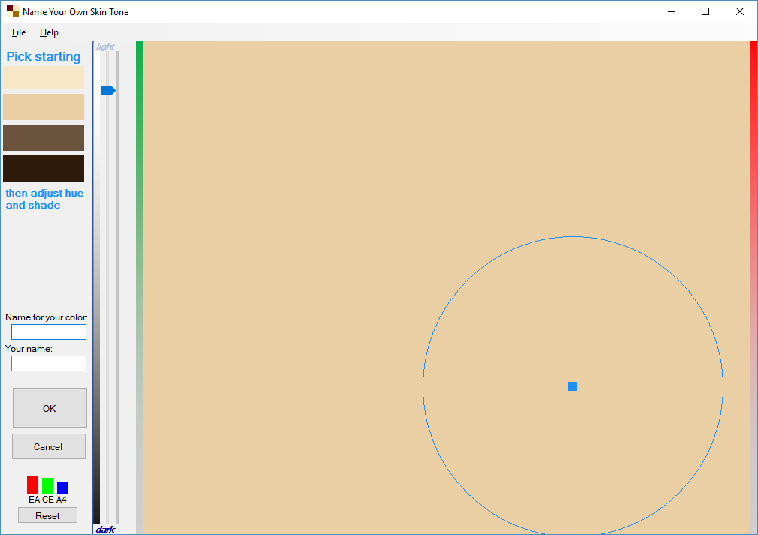 Name Your Own Skin Tone
File Help
Pick starting
light
then adjust hue
and shade
Name for your color:
Your name:
OK
Cancel
EA CE A4
Reset
dark